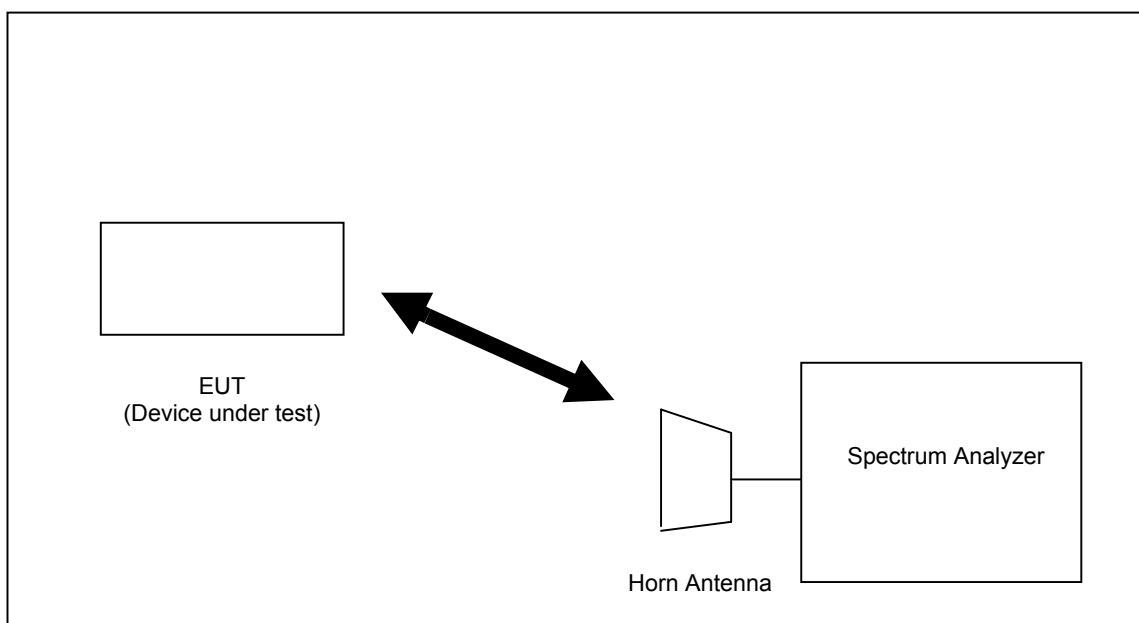 EUT
(Device under test)
Spectrum Analyzer
Horn Antenna